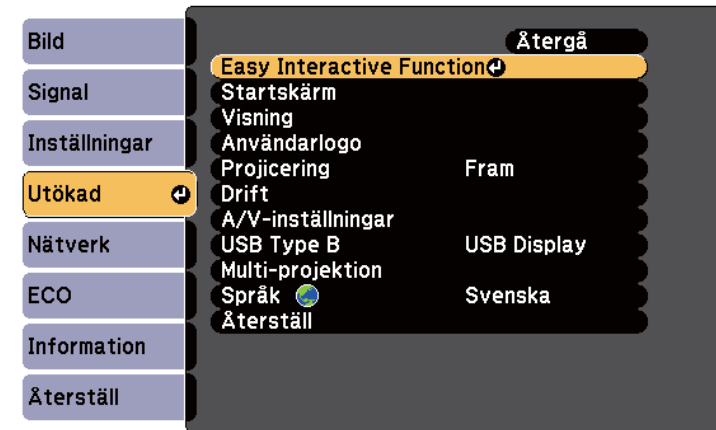 Bild
Signal
Inställningar
Utökad
Nätverk
ECO
Information
Återställ
Återgå
Easy Interactive Function
Startskärm
Visning
Användarlogo
Projicering Fram
Drift
A/V-inställningar
USB Type B USB Display
Multi-projektion
Språk Svenska
Återställ